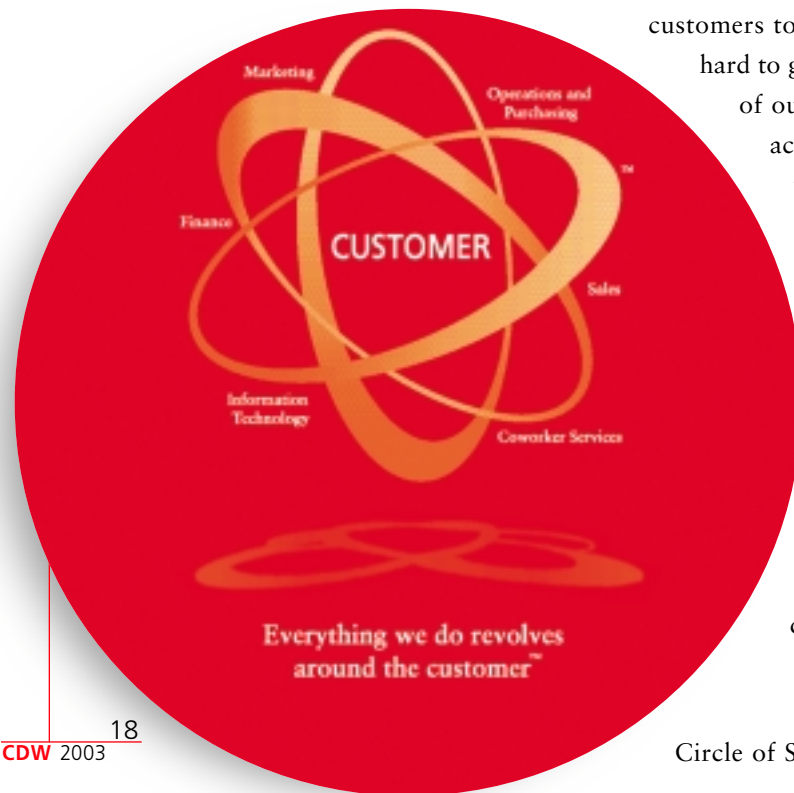 customers to
hard to g
of ou
ac
Marketing
Operations and
Purchasing
™
Finance
CUSTOMER
Sales
Information
Technology
Coworker Services
Everything we do revolves
around the customer™
18
CDW 2003
Circle of S